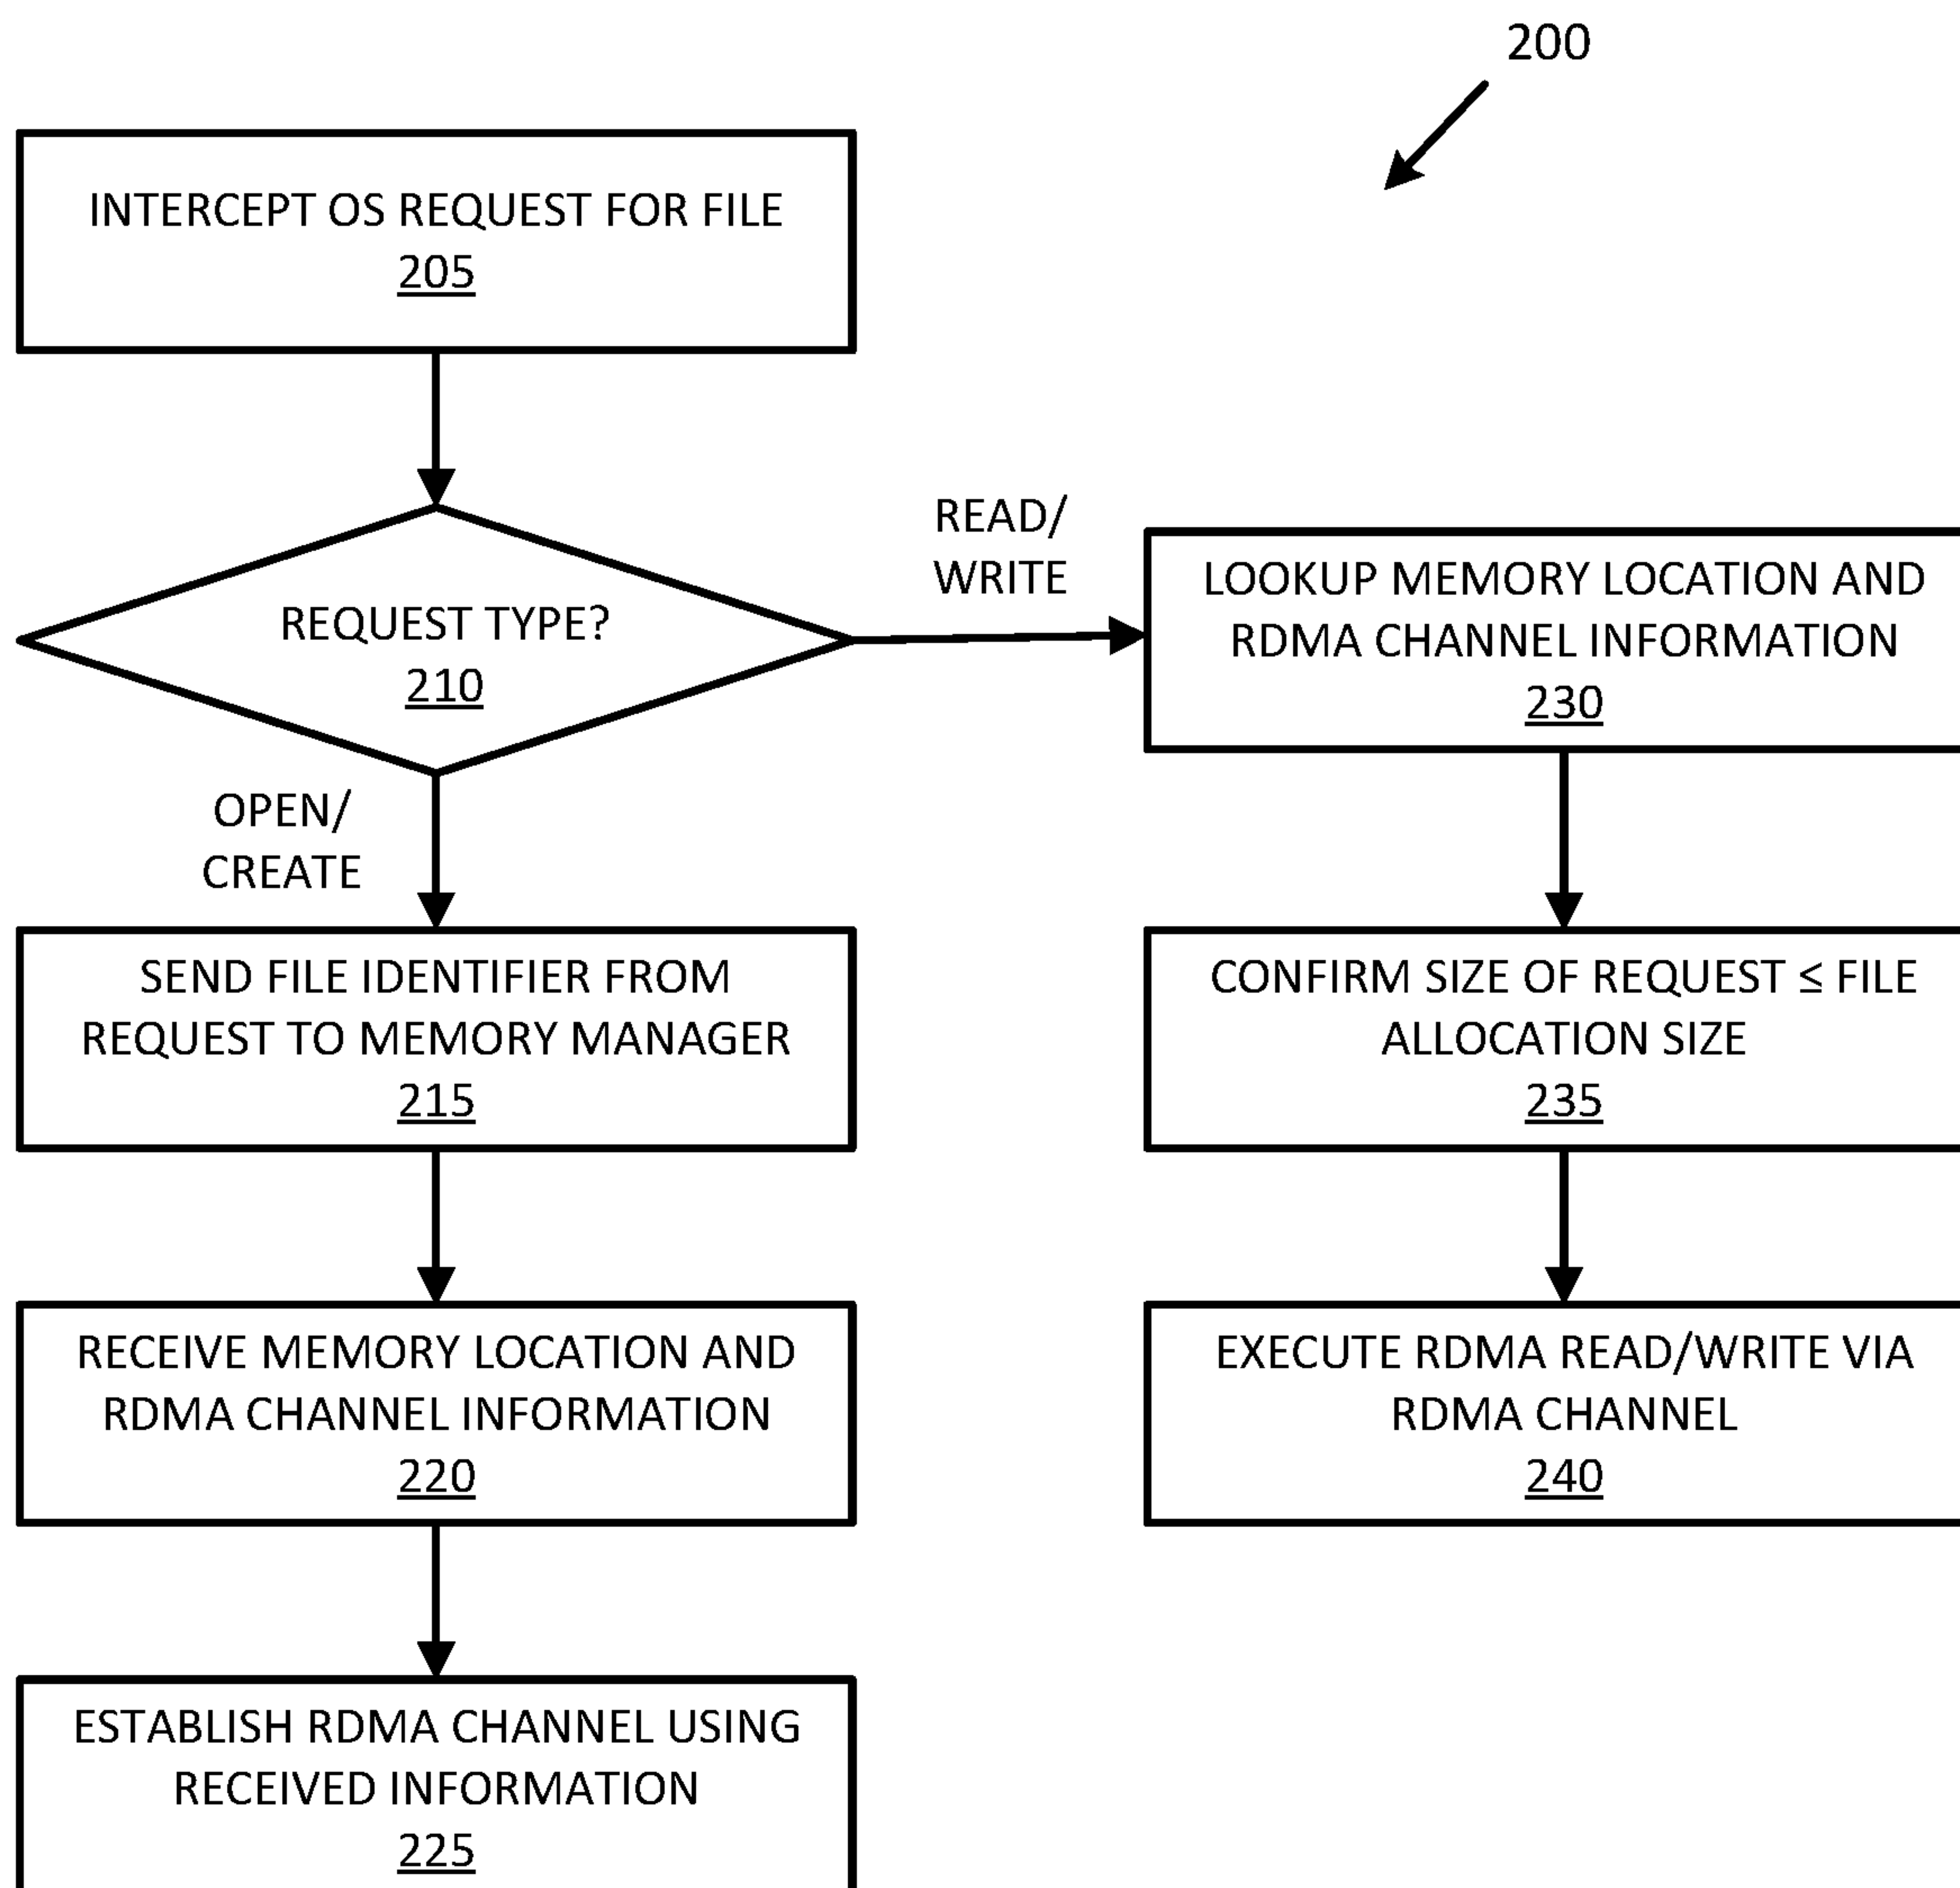 200
INTERCEPT OS REQUEST FOR FILE
205
REQUEST TYPE?
210
READ/
WRITE
OPEN/
CREATE
SEND FILE IDENTIFIER FROM
REQUEST TO MEMORY MANAGER
215
RECEIVE MEMORY LOCATION AND
RDMA CHANNEL INFORMATION
220
ESTABLISH RDMA CHANNEL USING
RECEIVED INFORMATION
225
LOOKUP MEMORY LOCATION AND
RDMA CHANNEL INFORMATION
230
CONFIRM SIZE OF REQUEST ≤ FILE
ALLOCATION SIZE
235
EXECUTE RDMA READ/WRITE VIA
RDMA CHANNEL
240